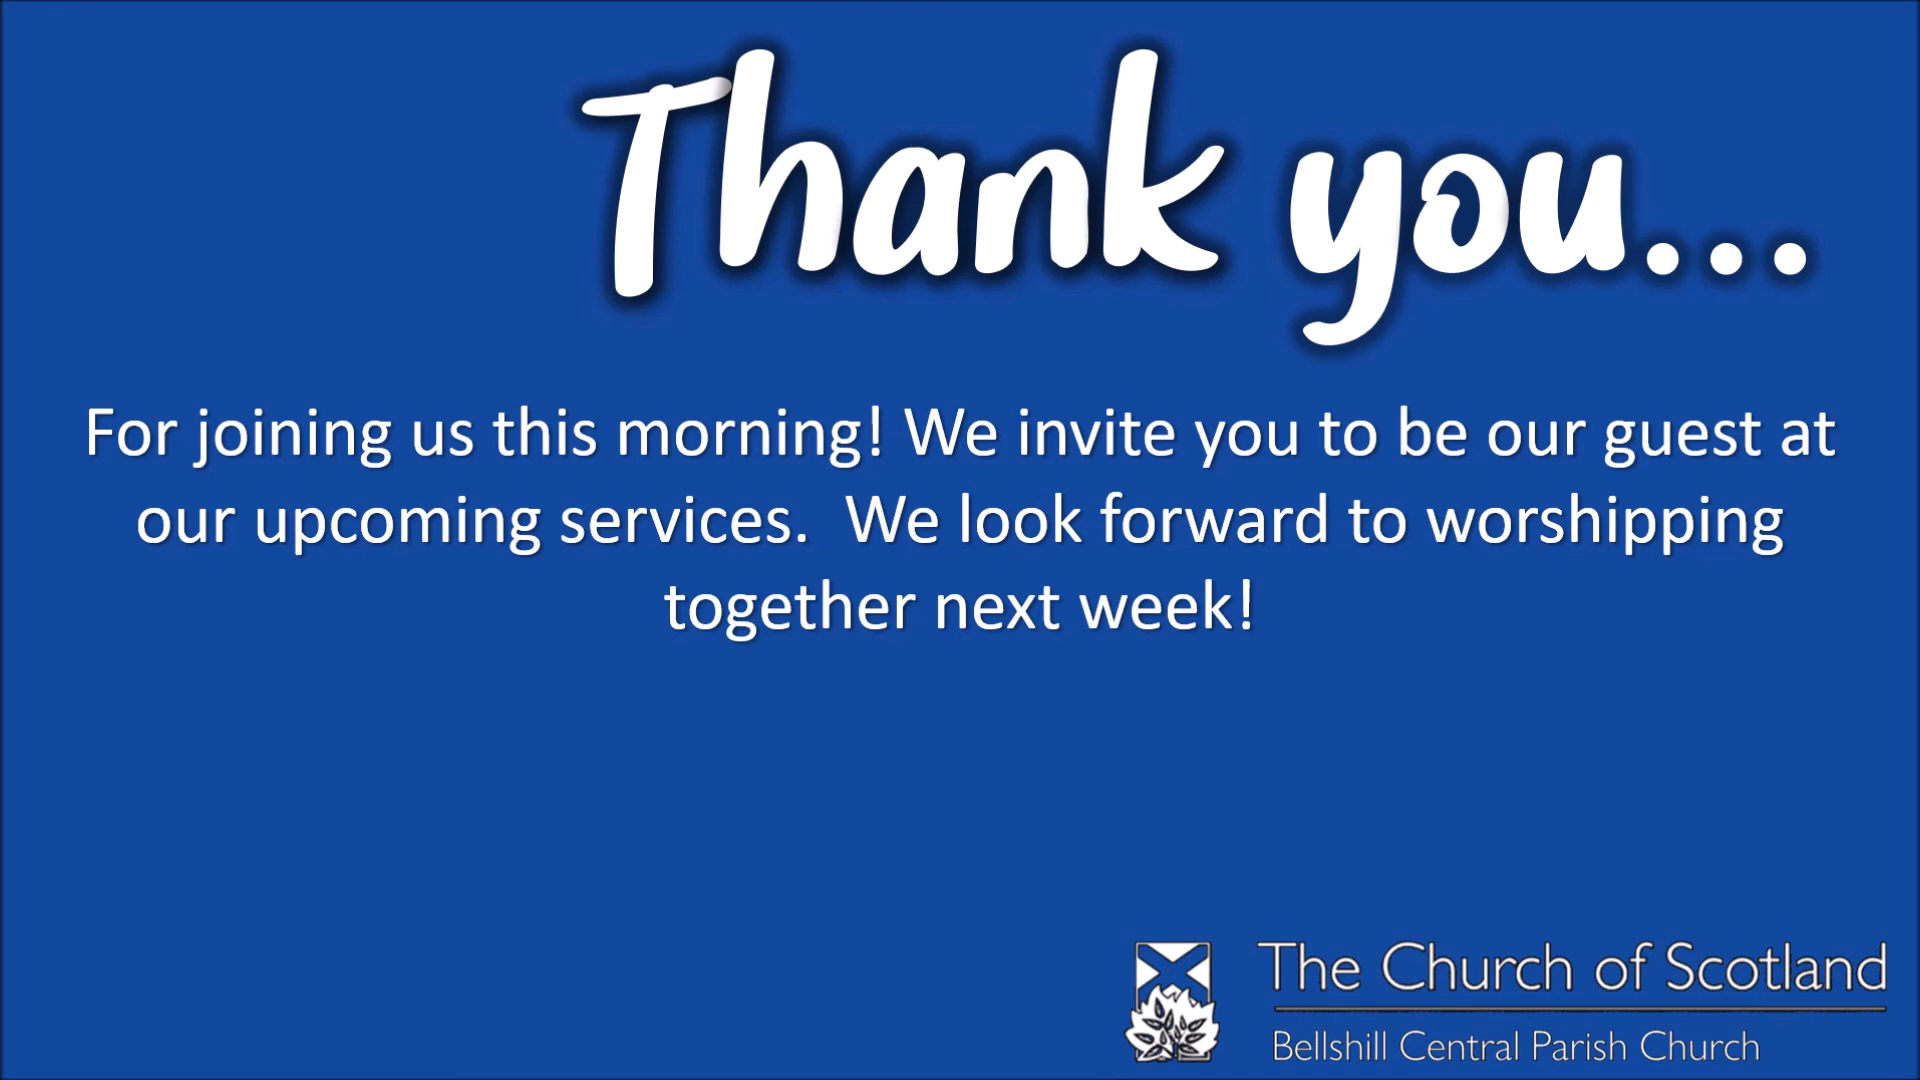 Thank you...
For joining us this morning! We invite you to be our guest at
our upcoming services.  We look forward to worshipping
together next week!
The Church of Scotland
Bellshill Central Parish Church